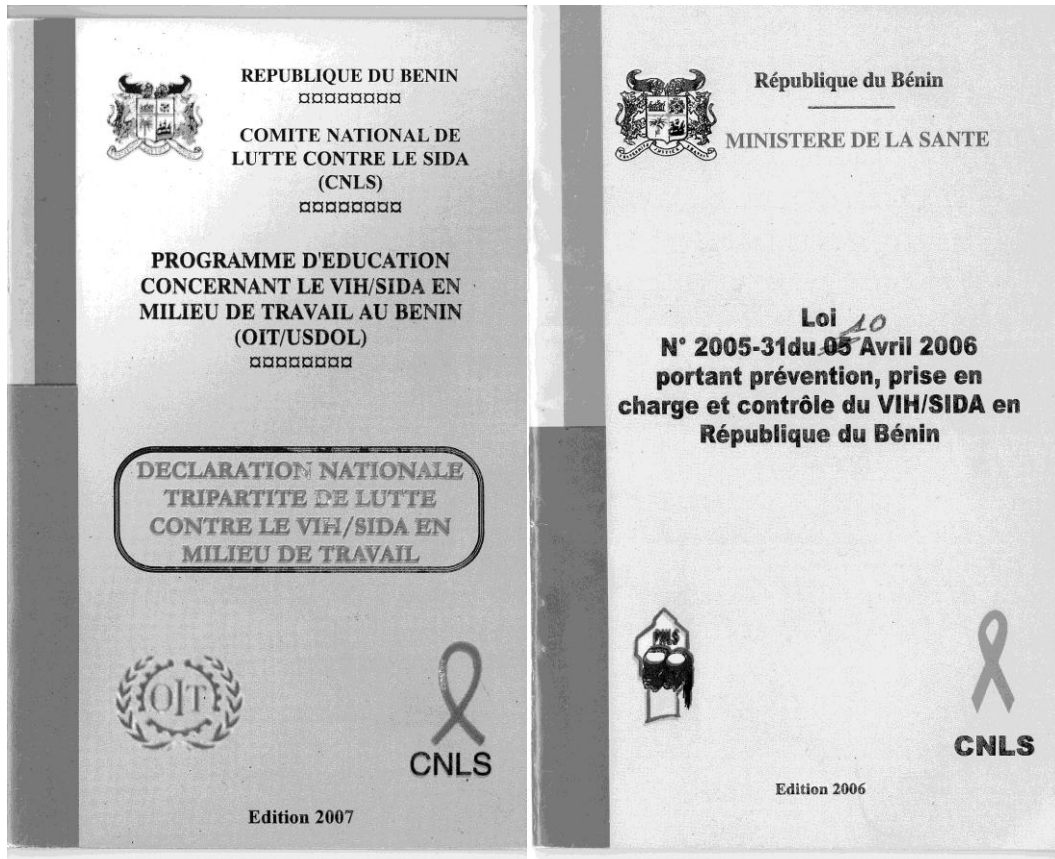 REPUBLIQUE DU BENIN
¤¤¤¤¤¤¤¤
COMITE NATIONAL DE
LUTTE CONTRE LE SIDA
(CNLS)
¤¤¤¤¤¤¤¤
PROGRAMME D'EDUCATION
CONCERNANT LE VIH/SIDA EN
MILIEU DE TRAVAIL AU BENIN
(OIT/USDOL)
¤¤¤¤¤¤¤¤
DECLARATION NATIONALE
TRIPARTITE DE LUTTE
CONTRE LE VIH/SIDA EN
MILIEU DE TRAVAIL
OIT
CNLS
Edition 2007
République du Bénin
MINISTERE DE LA SANTE
FRATERNITE JUSTICE TRAVAIL
Loi
10
N° 2005-31du 05 Avril 2006
portant prévention, prise en
charge et contrôle du VIH/SIDA en
République du Bénin
PNLS
CNLS
Edition 2006